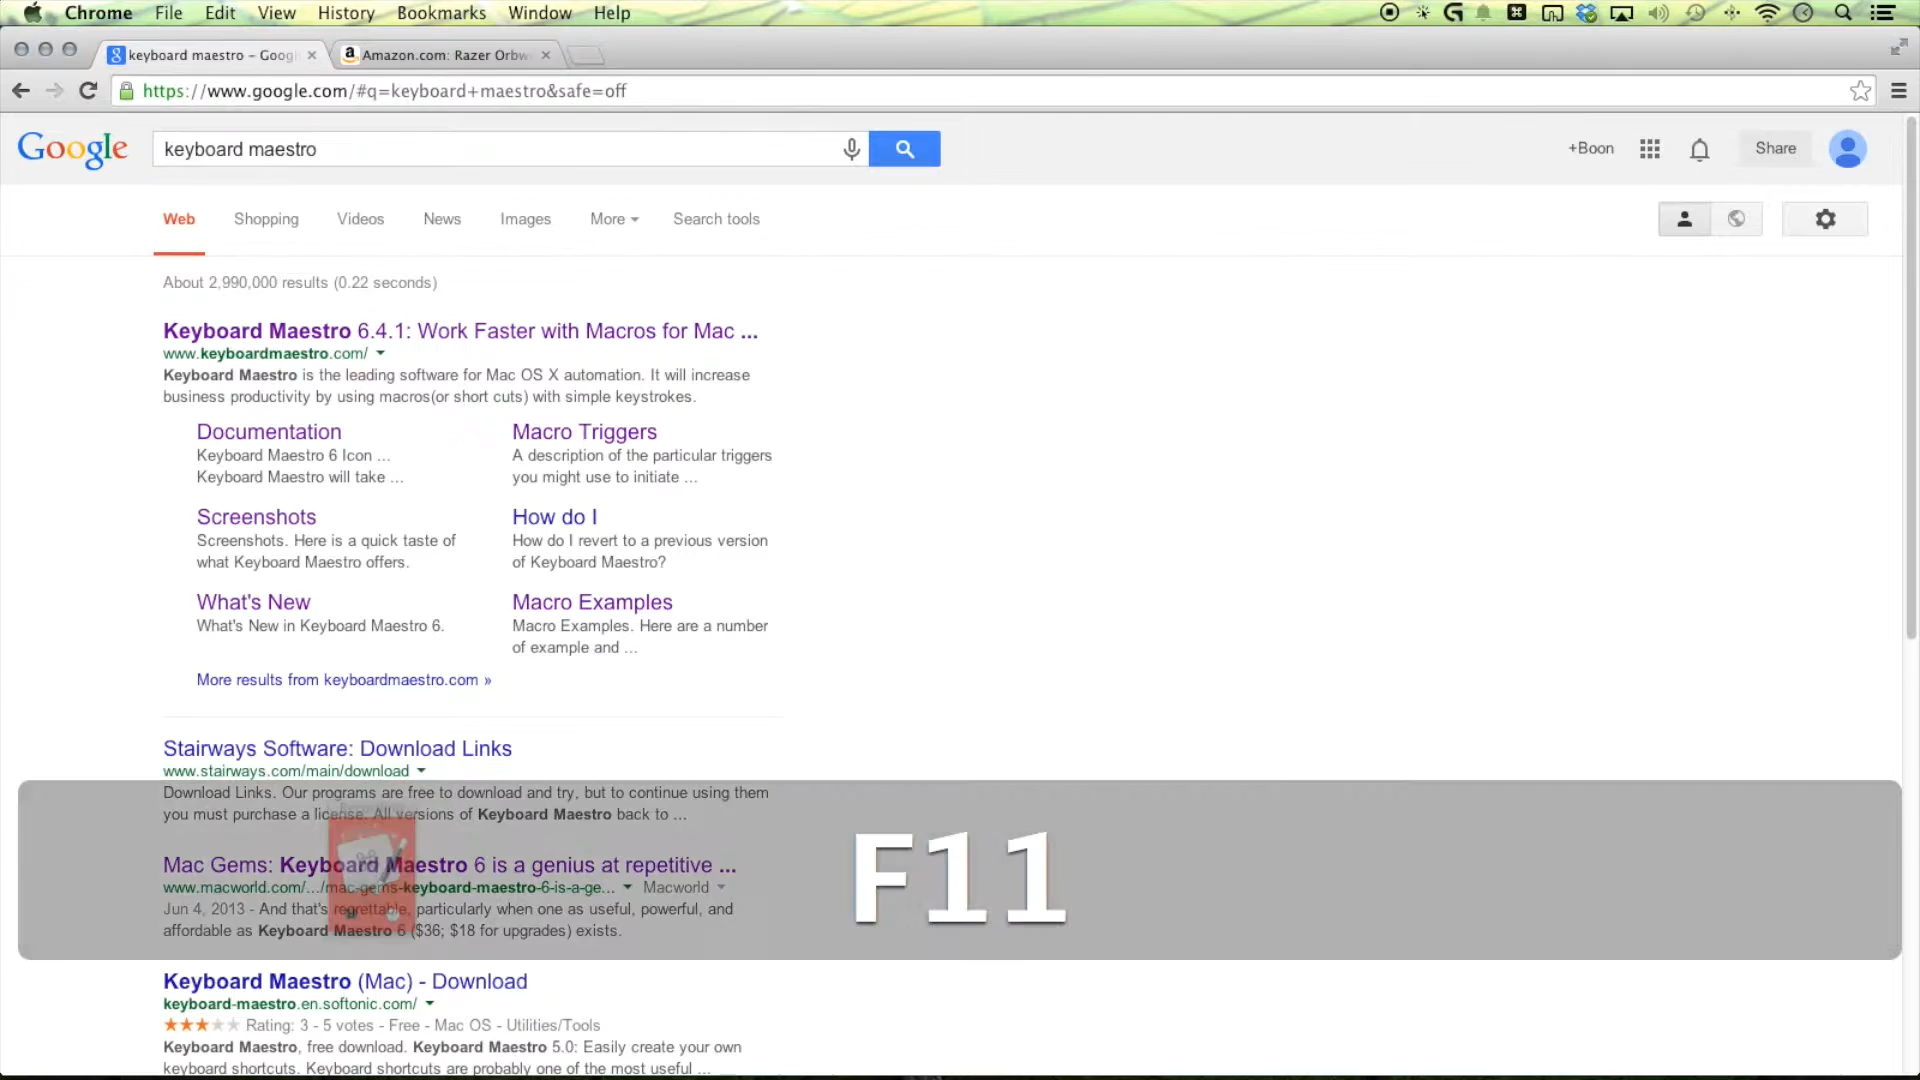 Chrome File Edit View History Bookmarks Window Help
keyboard maestro – Googl
Amazon.com: Razer Orbw
https://www.google.com/#q=keyboard+maestro&safe=off
Google
keyboard maestro
+Boon
Share
Web Shopping Videos News Images More Search tools
About 2,990,000 results (0.22 seconds)
Keyboard Maestro 6.4.1: Work Faster with Macros for Mac ...
www.keyboardmaestro.com/
Keyboard Maestro is the leading software for Mac OS X automation. It will increase
business productivity by using macros(or short cuts) with simple keystrokes.
Documentation
Keyboard Maestro 6 Icon ...
Keyboard Maestro will take ...
Macro Triggers
A description of the particular triggers
you might use to initiate ...
Screenshots
Screenshots. Here is a quick taste of
what Keyboard Maestro offers.
How do I
How do I revert to a previous version
of Keyboard Maestro?
What's New
What's New in Keyboard Maestro 6.
Macro Examples
Macro Examples. Here are a number
of example and ...
More results from keyboardmaestro.com »
Stairways Software: Download Links
www.stairways.com/main/download
Download Links. Our programs are free to download and try, but to continue using them
you must purchase a license. All versions of Keyboard Maestro back to ...
Mac Gems: Keyboard Maestro 6 is a genius at repetitive ...
www.macworld.com/.../mac-gems-keyboard-maestro-6-is-a-ge... Macworld
Jun 4, 2013 - And that's regrettable, particularly when one as useful, powerful, and
affordable as Keyboard Maestro 6 ($36; $18 for upgrades) exists.
F11
Keyboard Maestro (Mac) - Download
keyboard-maestro.en.softonic.com/
Rating: 3 - 5 votes - Free - Mac OS - Utilities/Tools
Keyboard Maestro, free download. Keyboard Maestro 5.0: Easily create your own
keyboard shortcuts. Keyboard shortcuts are probably one of the most useful ...